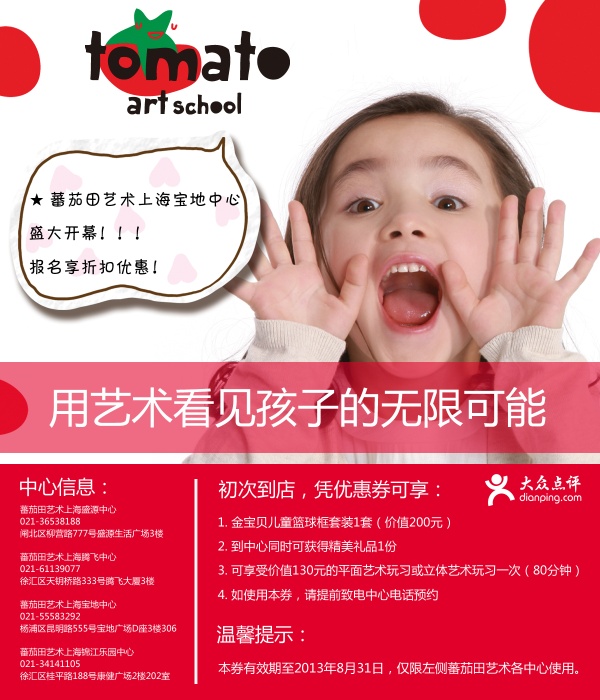 tomato
art school
★ 蕃茄田艺术上海宝地中心
盛大开幕！！！
报名享折扣优惠！
用艺术看见孩子的无限可能
中心信息：
蕃茄田艺术上海盛源中心
021-36538188
闸北区柳营路777号盛源生活广场3楼
蕃茄田艺术上海腾飞中心
021-61139077
徐汇区天钥桥路333号腾飞大厦3楼
蕃茄田艺术上海宝地中心
021-55583292
杨浦区昆明路555号宝地广场D座3楼306
蕃茄田艺术上海锦江乐园中心
021-34141105
徐汇区桂平路188号康健广场2楼202室
初次到店，凭优惠券可享：
1. 金宝贝儿童篮球框套装1套（价值200元）
2. 到中心同时可获得精美礼品1份
3. 可享受价值130元的平面艺术玩习或立体艺术玩习一次（80分钟）
4. 如使用本券，请提前致电中心电话预约
温馨提示：
本券有效期至2013年8月31日，仅限左侧蕃茄田艺术各中心使用。
大众点评
dianping.com